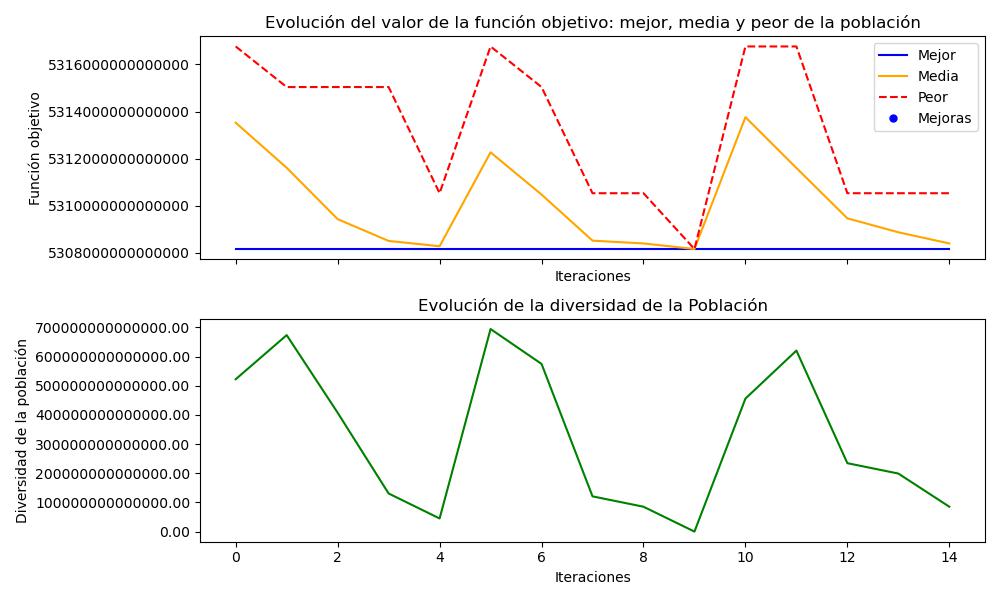 Evolución del valor de la función objetivo: mejor, media y peor de la población
5316000000000000
5314000000000000
5312000000000000
5310000000000000
5308000000000000
Función objetivo
Mejor
Media
Peor
Mejoras
Iteraciones
Evolución de la diversidad de la Población
700000000000000.00
600000000000000.00
500000000000000.00
400000000000000.00
300000000000000.00
200000000000000.00
100000000000000.00
0.00
Diversidad de la población
0 2 4 6 8 10 12 14
Iteraciones